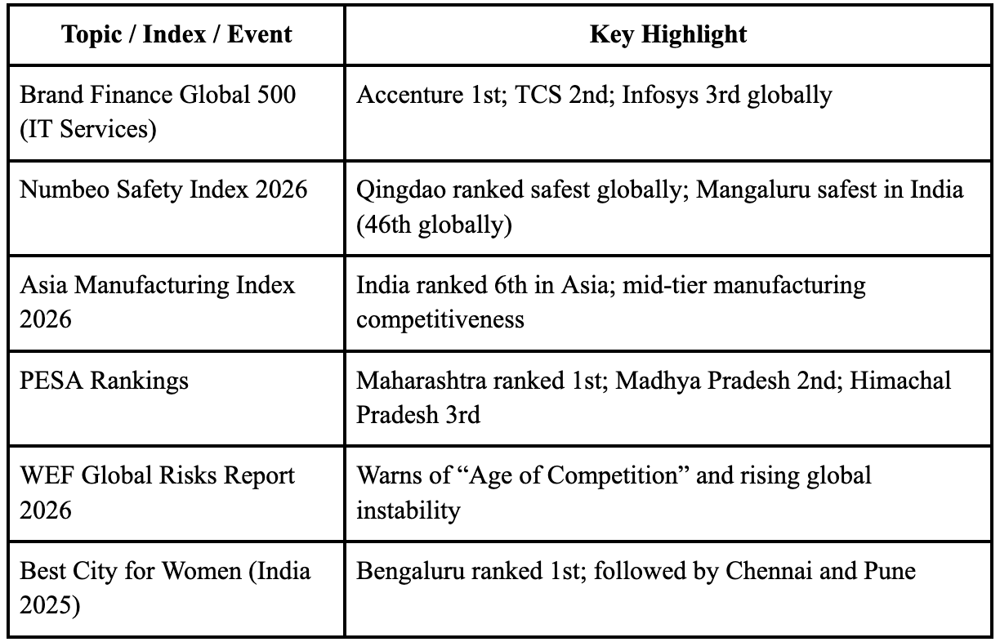 Topic / Index / Event
Key Highlight
Brand Finance Global 500
(IT Services)
Accenture 1st; TCS 2nd; Infosys 3rd globally
Numbeo Safety Index 2026
Qingdao ranked safest globally; Mangaluru safest in India
(46th globally)
Asia Manufacturing Index
2026
India ranked 6th in Asia; mid-tier manufacturing
competitiveness
PESA Rankings
Maharashtra ranked 1st; Madhya Pradesh 2nd; Himachal
Pradesh 3rd
WEF Global Risks Report
2026
Warns of “Age of Competition” and rising global
instability
Best City for Women (India
2025)
Bengaluru ranked 1st; followed by Chennai and Pune